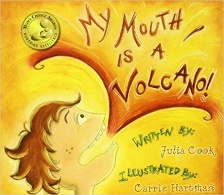 MY MOUTH
IS A
VOLCANO!
WRITTEN BY:
Julia Cook
ILLUSTRATED BY:
Carrie Hartman